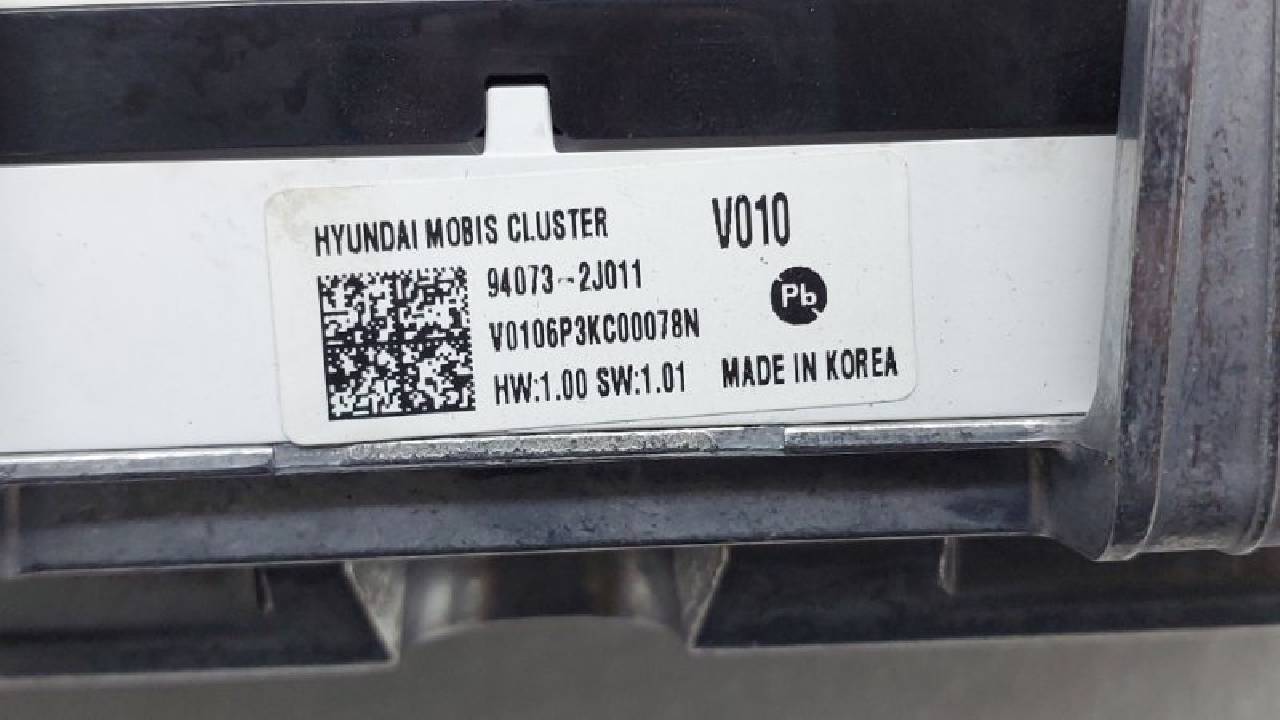 HYUNDAI MOBIS CLUSTER
V010
94073--2J011
Pb
V0106P3KC00078N
HW:1.00 SW:1.01
MADE IN KOREA